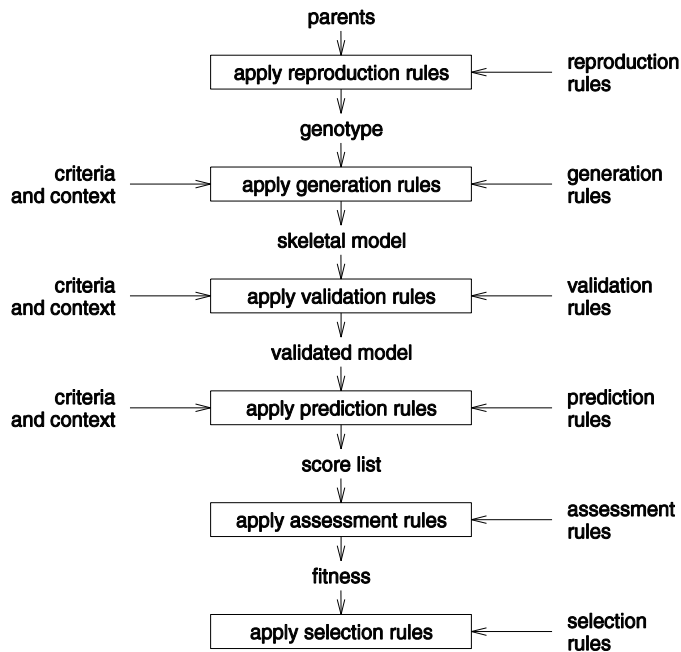 parents
apply reproduction rules
reproduction
rules
genotype
criteria
and context
apply generation rules
generation
rules
skeletal model
criteria
and context
apply validation rules
validation
rules
validated model
criteria
and context
apply prediction rules
prediction
rules
score list
apply assessment rules
assessment
rules
fitness
apply selection rules
selection
rules